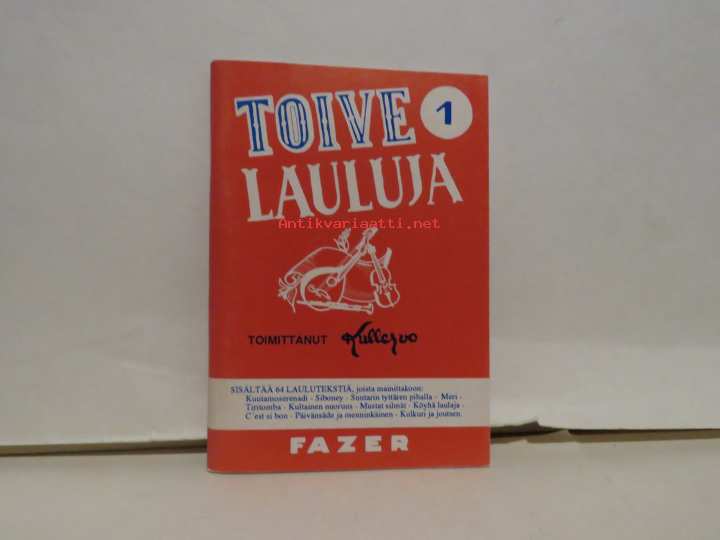 TOIVE 1
LAULUJA
Antikvariaatti.net
TOIMITTANUT Kullervo
SISÄLTÄÄ 64 LAULUTEKSTIÄ, joista mainittakoon:
Kuutamoserenadi - Siboney - Suutarin tyttären pihalla - Meri -
Tiritomba - Kultainen nuoruus - Mustat silmät - Köyhä laulaja -
C'est si bon - Päivänsäde ja menninkäinen - Kulkuri ja joutsen.
FAZER